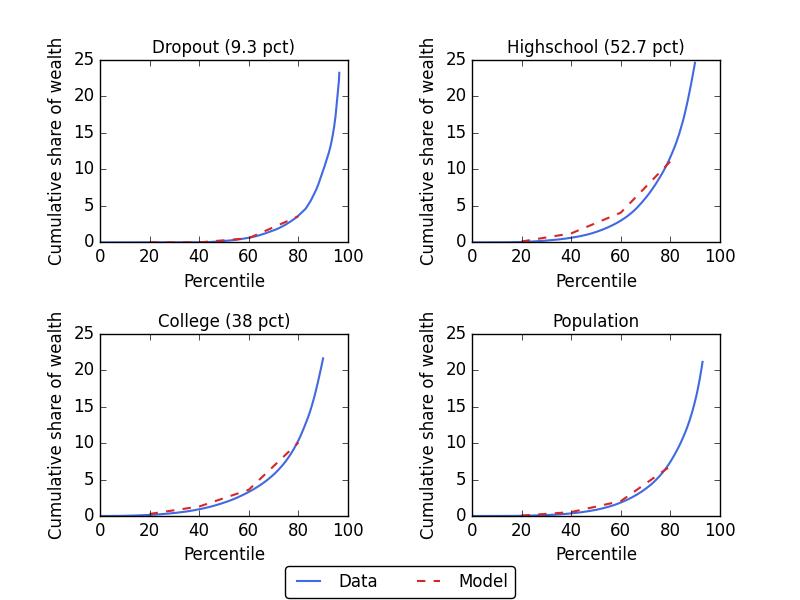 Dropout (9.3 pct)
Cumulative share of wealth
25
20
15
10
5
0
0 20 40 60 80 100
Percentile
Highschool (52.7 pct)
Cumulative share of wealth
25
20
15
10
5
0
0 20 40 60 80 100
Percentile
College (38 pct)
Cumulative share of wealth
25
20
15
10
5
0
0 20 40 60 80 100
Percentile
Population
Cumulative share of wealth
25
20
15
10
5
0
0 20 40 60 80 100
Percentile
Data Model